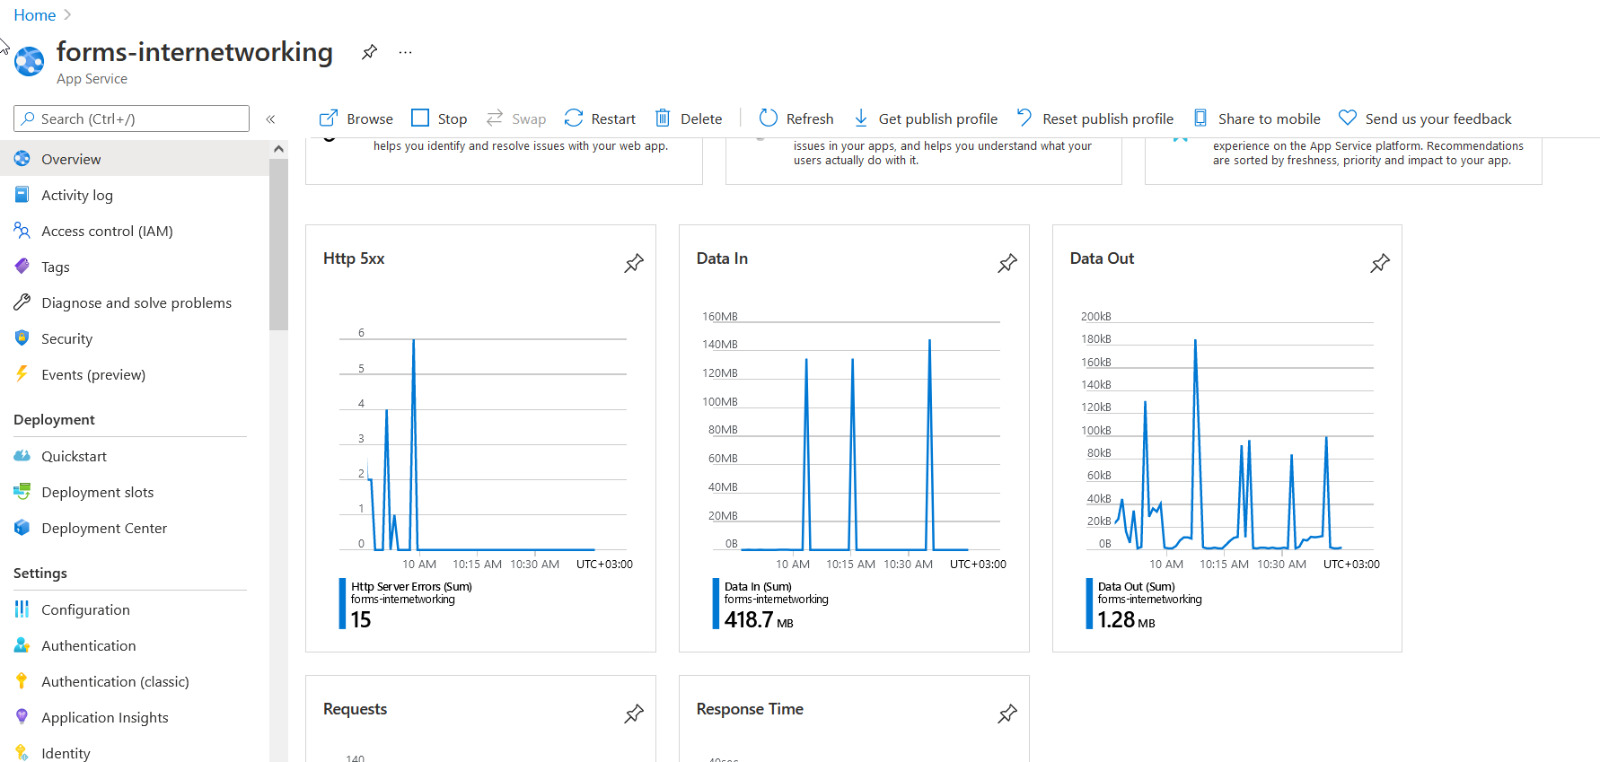 Home
forms-internetworking
App Service
Search (Ctrl+/)
Browse Stop Swap Restart Delete Refresh Get publish profile Reset publish profile Share to mobile Send us your feedback
helps you identify and resolve issues with your web app.
issues in your apps, and helps you understand what your
users actually do with it.
experience on the App Service platform. Recommendations
are sorted by freshness, priority and impact to your app.
Overview
Activity log
Access control (IAM)
Tags
Diagnose and solve problems
Security
Events (preview)
Deployment
Quickstart
Deployment slots
Deployment Center
Settings
Configuration
Authentication
Authentication (classic)
Application Insights
Identity
Http 5xx
6
5
4
3
2
1
0
10 AM 10:15 AM 10:30 AM UTC+03:00
Http Server Errors (Sum)
forms-internetworking
15
Data In
160MB
140MB
120MB
100MB
80MB
60MB
40MB
20MB
0B
10 AM 10:15 AM 10:30 AM UTC+03:00
Data In (Sum)
forms-internetworking
418.7 MB
Data Out
200kB
180kB
160kB
140kB
120kB
100kB
80kB
60kB
40kB
20kB
0B
10 AM 10:15 AM 10:30 AM UTC+03:00
Data Out (Sum)
forms-internetworking
1.28 MB
Requests
140
Response Time
40sec